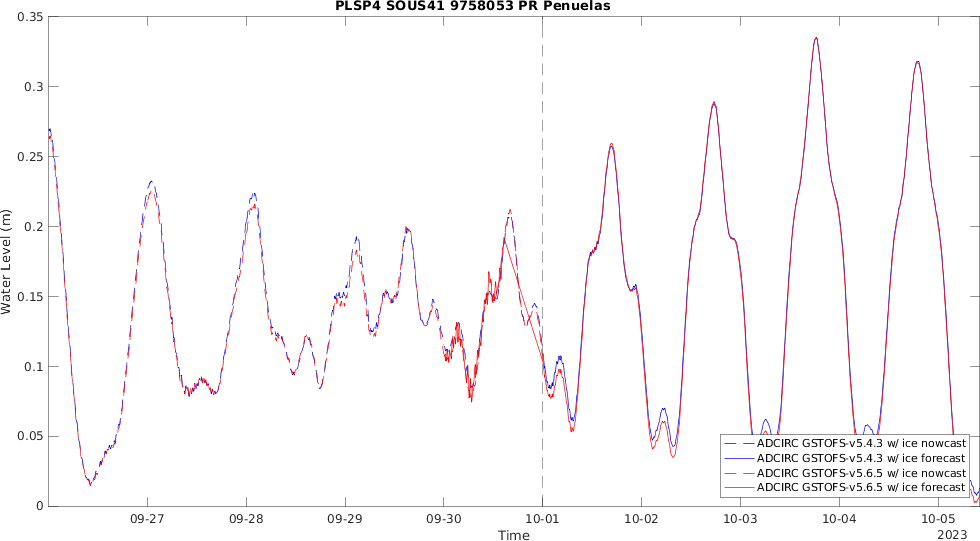 PLSP4 SOUS41 9758053 PR Penuelas
0.35
0.3
0.25
0.2
0.15
0.1
0.05
0
Water Level (m)
ADCIRC GSTOFS-v5.4.3 w/ ice nowcast
ADCIRC GSTOFS-v5.4.3 w/ ice forecast
ADCIRC GSTOFS-v5.6.5 w/ ice nowcast
ADCIRC GSTOFS-v5.6.5 w/ ice forecast
09-27 09-28 09-29 09-30 10-01 10-02 10-03 10-04 10-05
Time
2023